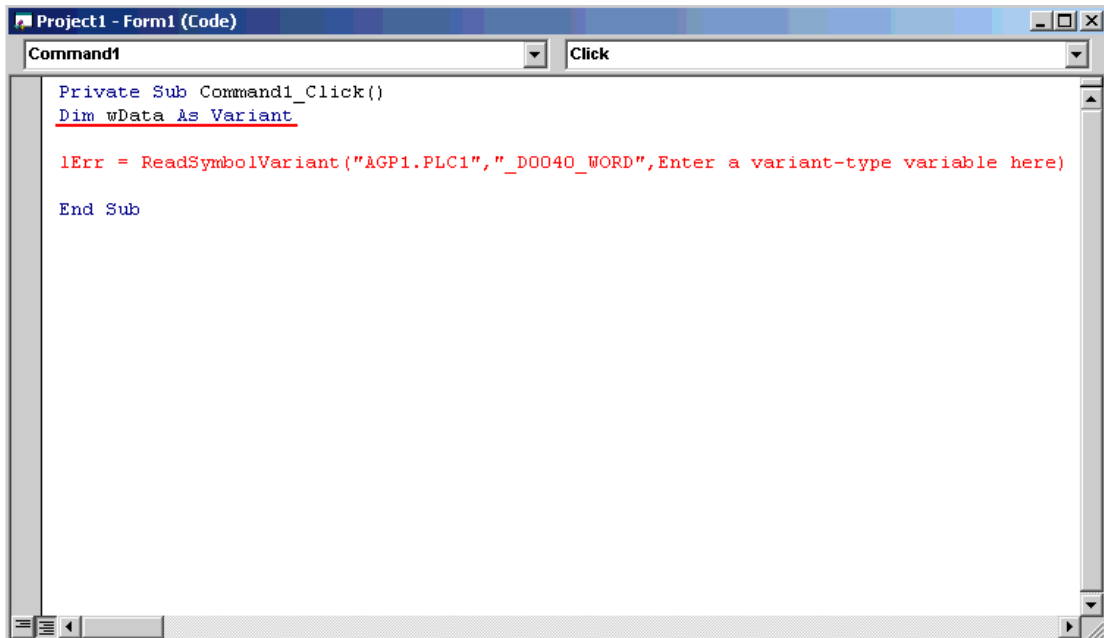 Project1 - Form1 (Code)
Command1 Click
Private Sub Command1_Click()
Dim wData As Variant
lErr = ReadSymbolVariant("AGP1.PLC1","_D0040_WORD",Enter a variant-type variable here)
End Sub